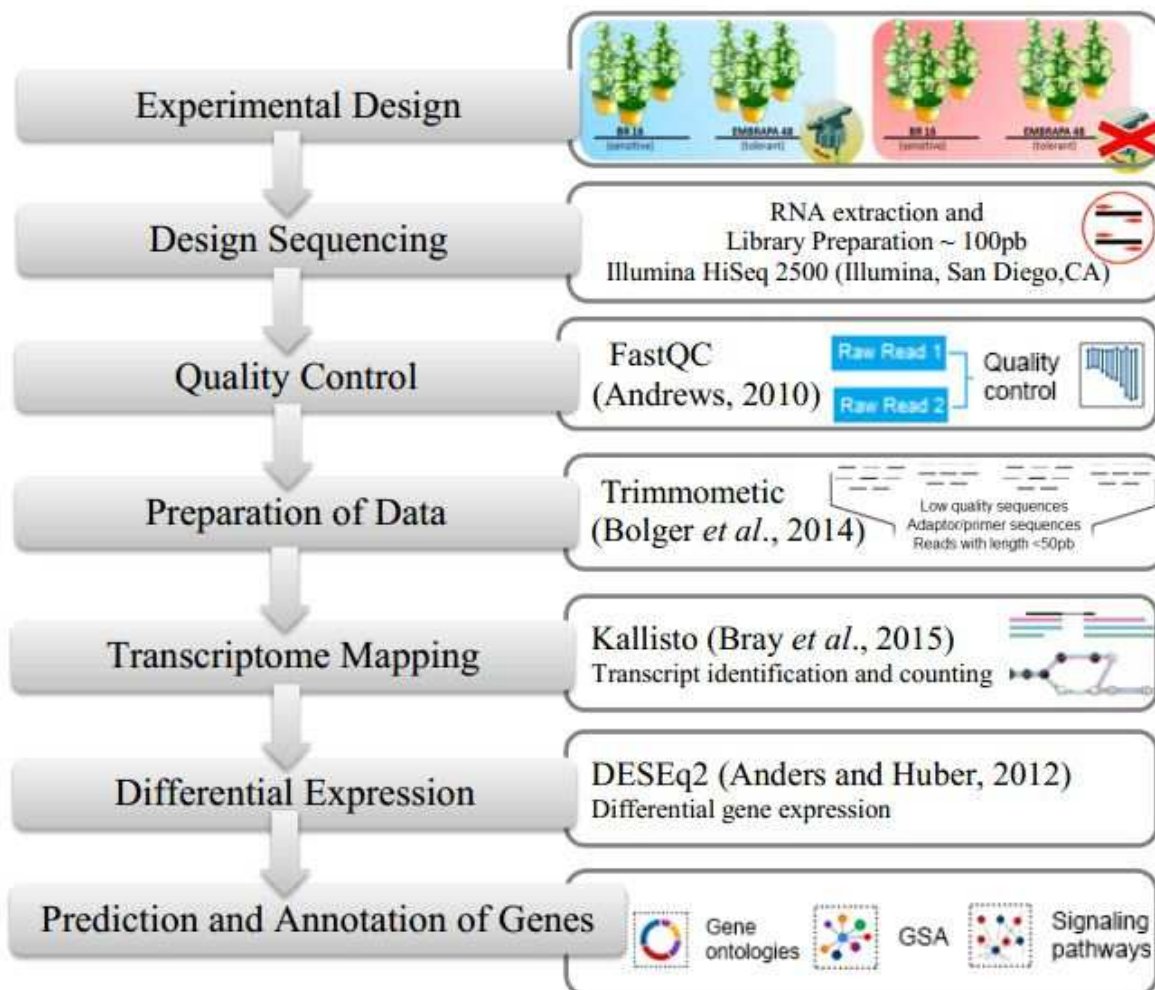 Experimental Design
BR 16
(sensitive)
EMBRAPA 48
(tolerant)
BR 16
(sensitive)
EMBRAPA 48
(tolerant)
Design Sequencing
RNA extraction and
Library Preparation ~ 100pb
Illumina HiSeq 2500 (Illumina, San Diego,CA)
Quality Control
FastQC
(Andrews, 2010)
Raw Read 1
Raw Read 2
Quality
control
Preparation of Data
Trimmometic
(Bolger et al., 2014)
Low quality sequences
Adaptor/primer sequences
Reads with length <50pb
Transcriptome Mapping
Kallisto (Bray et al., 2015)
Transcript identification and counting
Differential Expression
DESEq2 (Anders and Huber, 2012)
Differential gene expression
Prediction and Annotation of Genes
Gene
ontologies
GSA
Signaling
pathways